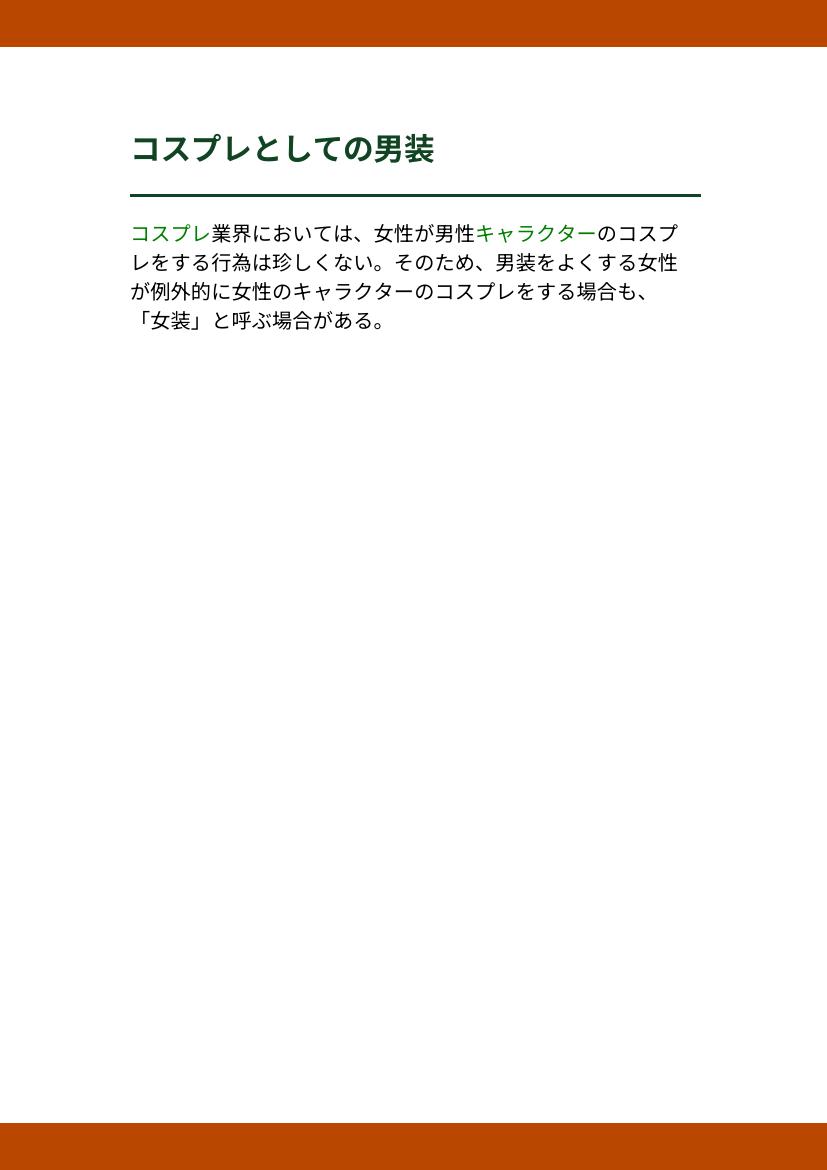 コスプレとしての男装
コスプレ業界においては、女性が男性キャラクターのコスプ
レをする行為は珍しくない。そのため、男装をよくする女性
が例外的に女性のキャラクターのコスプレをする場合も、
「女装」と呼ぶ場合がある。